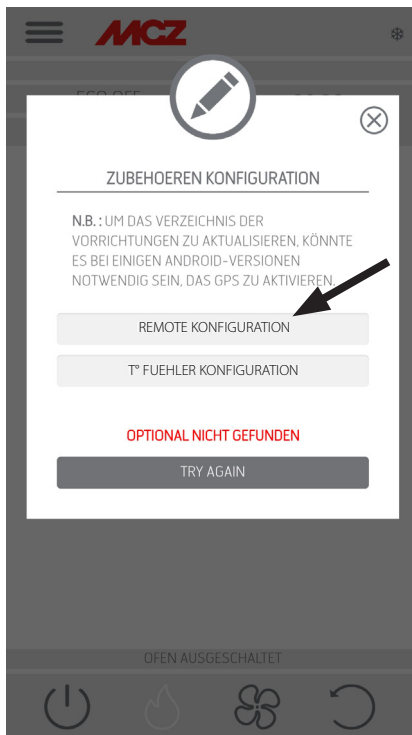 MCZ
ZUBEHOEREN KONFIGURATION
N.B. : UM DAS VERZEICHNIS DER
VORRICHTUNGEN ZU AKTUALISIEREN, KÖNNTE
ES BEI EINIGEN ANDROID-VERSIONEN
NOTWENDIG SEIN, DAS GPS ZU AKTIVIEREN.
REMOTE KONFIGURATION
T° FUEHLER KONFIGURATION
OPTIONAL NICHT GEFUNDEN
TRY AGAIN
OFEN AUSGESCHALTET